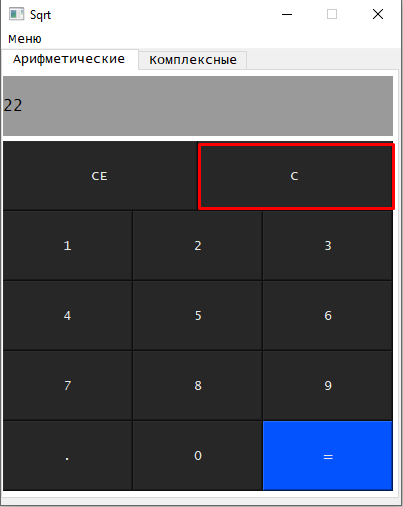 Sqrt
Меню
Арифметические Комплексные
22
CE C
1 2 3
4 5 6
7 8 9
. 0 =